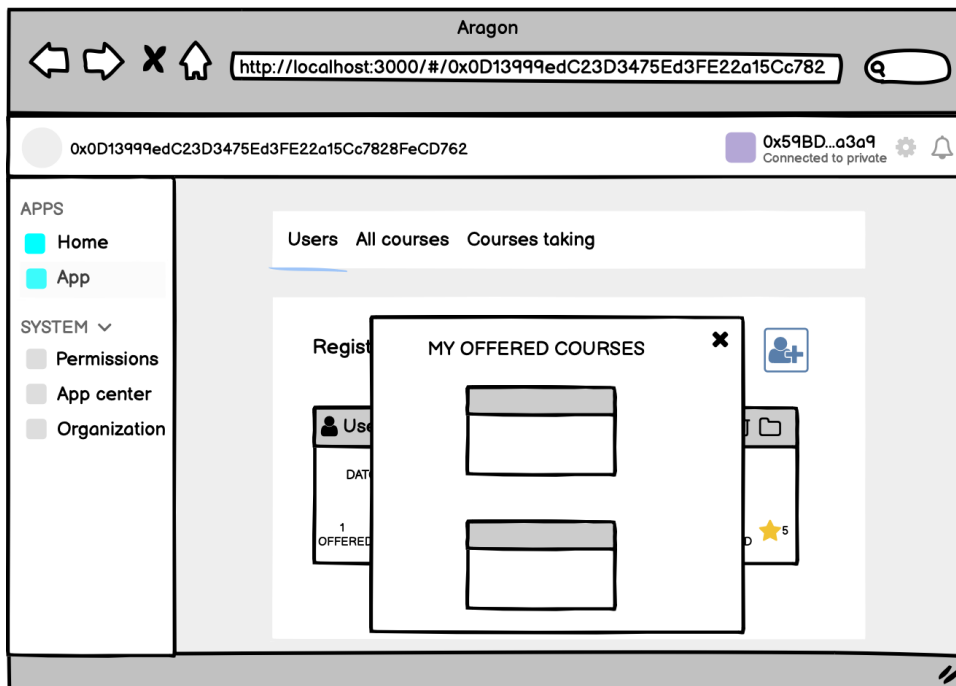 Aragon
http://localhost:3000/#/0x0D13999edC23D3475Ed3FE22a15Cc782
0x0D13999edC23D3475Ed3FE22a15Cc7828FeCD762
0x59BD...a3a9
Connected to private
APPS
Home
App
SYSTEM
Permissions
App center
Organization
Users All courses Courses taking
Regist
MY OFFERED COURSES
Use
DATO
1
OFFERED
D
5